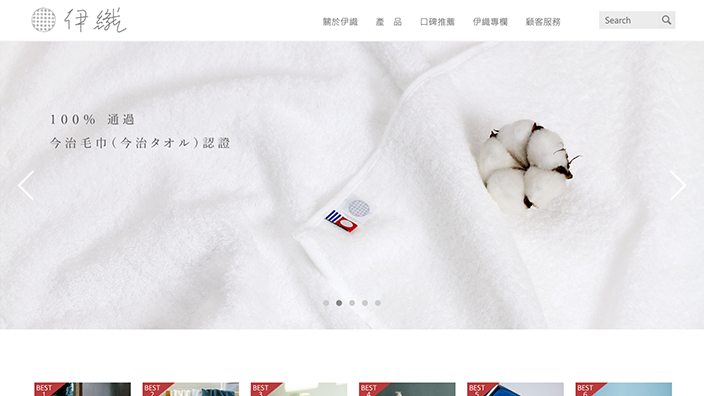 伊織
關於伊織
產 品
口碑推薦
伊織專欄
顧客服務
Search
100% 通過
今治毛巾(今治タオル)認證
BEST
1
BEST
2
BEST
3
BEST
4
BEST
5
BEST
6